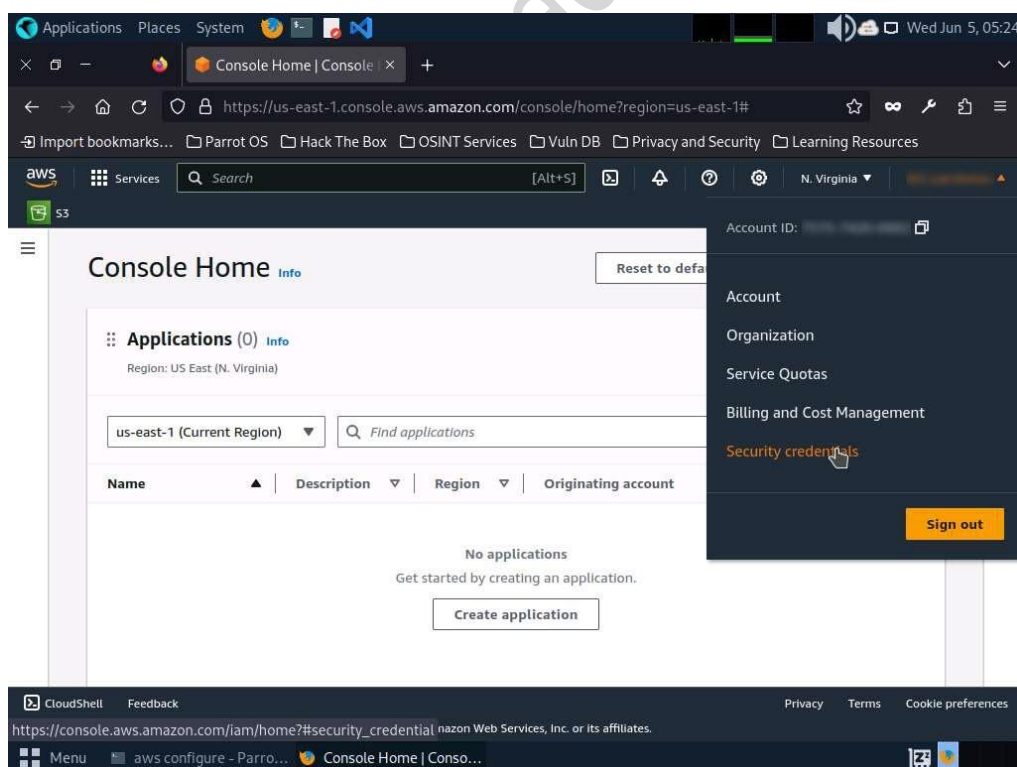 Applications Places System Wed Jun 5, 05:24
Console Home | Console
https://us-east-1.console.aws.amazon.com/console/home?region=us-east-1#
Import bookmarks... Parrot OS Hack The Box OSINT Services Vuln DB Privacy and Security Learning Resources
aws Services Search [Alt+S] N. Virginia
S3
Account ID:
Console Home Info
Reset to defa
Account
Applications (0) Info
Organization
Region: US East (N. Virginia)
Service Quotas
us-east-1 (Current Region) Find applications
Billing and Cost Management
Security credentials
Name Description Region Originating account
Sign out
No applications
Get started by creating an application.
Create application
CloudShell Feedback Privacy Terms Cookie preferences
https://console.aws.amazon.com/iam/home?#security_credential nazon Web Services, Inc. or its affiliates.
Menu aws configure - Parro... Console Home | Conso...